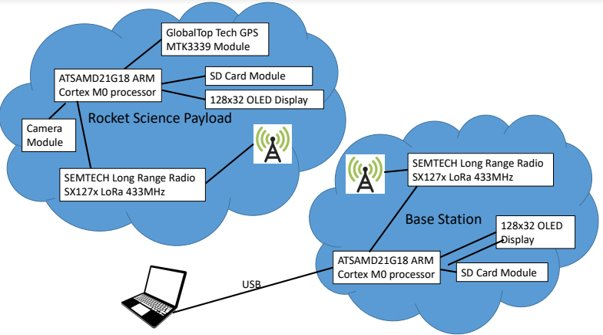 GlobalTop Tech GPS
MTK3339 Module
ATSAMD21G18 ARM
Cortex M0 processor
SD Card Module
128x32 OLED Display
Rocket Science Payload
Camera
Module
SEMTECH Long Range Radio
SX127x LoRa 433MHz
SEMTECH Long Range Radio
SX127x LoRa 433MHz
Base Station
128x32 OLED
Display
ATSAMD21G18 ARM
Cortex M0 processor
SD Card Module
USB